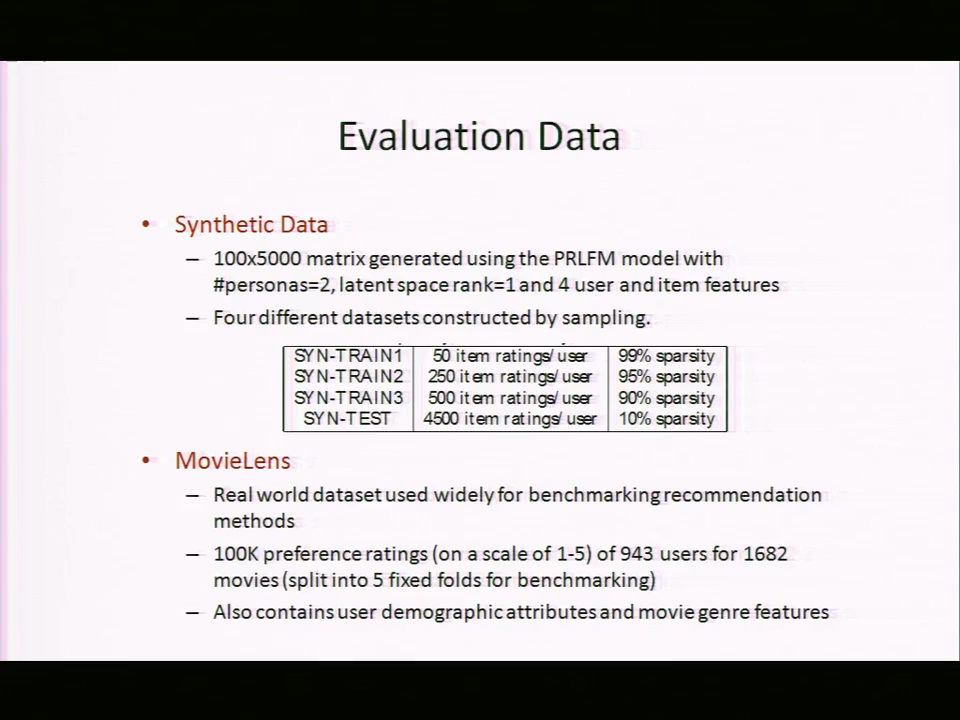 Evaluation Data
• Synthetic Data
– 100x5000 matrix generated using the PRLFM model with
#personas=2, latent space rank=1 and 4 user and item features
– Four different datasets constructed by sampling.
SYN-TRAIN1 50 item ratings/ user 99% sparsity
SYN-TRAIN2 250 item ratings/ user 95% sparsity
SYN-TRAIN3 500 item ratings/ user 90% sparsity
SYN-TEST 4500 item ratings/ user 10% sparsity
• MovieLens
– Real world dataset used widely for benchmarking recommendation
methods
– 100K preference ratings (on a scale of 1-5) of 943 users for 1682
movies (split into 5 fixed folds for benchmarking)
– Also contains user demographic attributes and movie genre features